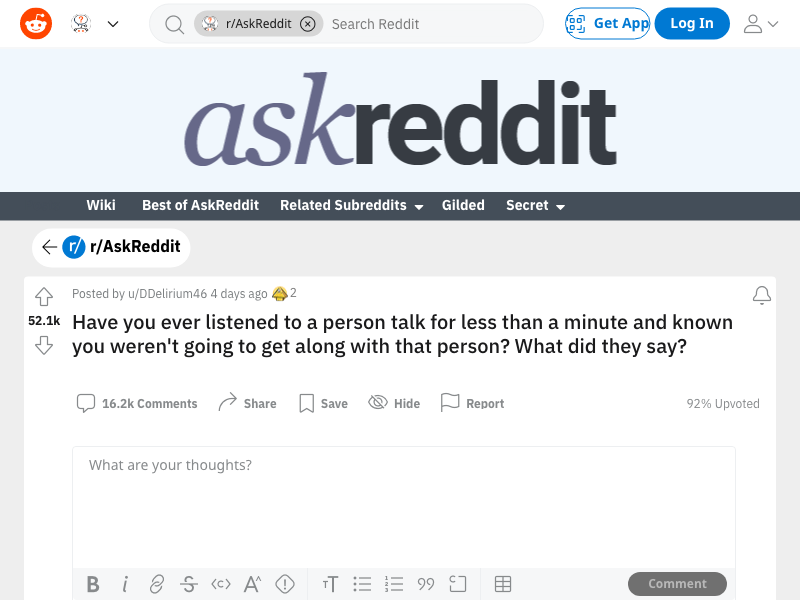 r/AskReddit
Search Reddit
Get App
Log In
askreddit
Wiki
Best of AskReddit
Related Subreddits
Gilded
Secret
r/ r/AskReddit
Posted by u/DDelirium46 4 days ago 2
52.1k
Have you ever listened to a person talk for less than a minute and known
you weren't going to get along with that person? What did they say?
16.2k Comments
Share
Save
Hide
Report
92% Upvoted
What are your thoughts?
Comment